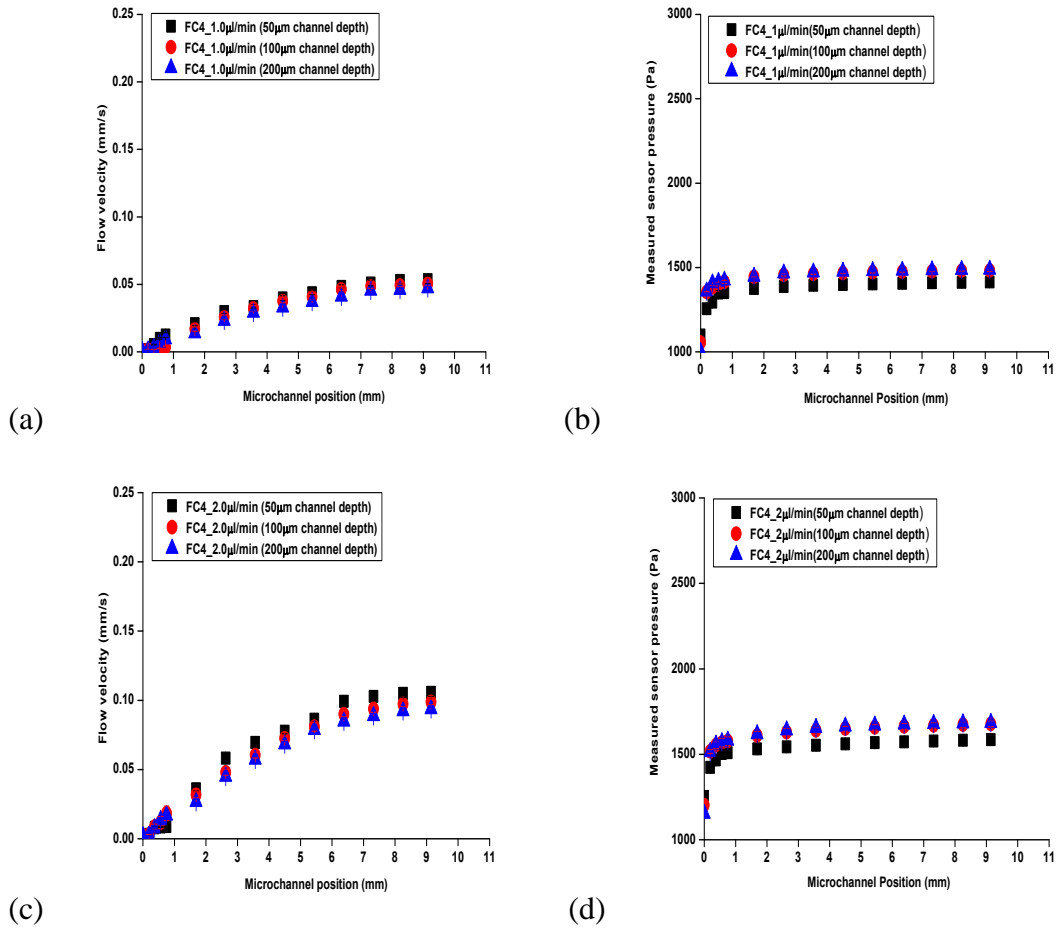 0.25
0.20
0.15
0.10
0.05
0.00
Flow velocity (mm/s)
FC4_1.0µl/min (50µm channel depth)
FC4_1.0µl/min (100µm channel depth)
FC4_1.0µl/min (200µm channel depth)
0 1 2 3 4 5 6 7 8 9 10 11
Microchannel position (mm)
(a)
3000
2500
2000
1500
1000
Measured sensor pressure (Pa)
FC4_1µl/min(50µm channel depth)
FC4_1µl/min(100µm channel depth)
FC4_1µl/min(200µm channel depth)
0 1 2 3 4 5 6 7 8 9 10 11
Microchannel Position (mm)
(b)
0.25
0.20
0.15
0.10
0.05
0.00
Flow velocity (mm/s)
FC4_2.0µl/min (50µm channel depth)
FC4_2.0µl/min (100µm channel depth)
FC4_2.0µl/min (200µm channel depth)
0 1 2 3 4 5 6 7 8 9 10 11
Microchannel position (mm)
(c)
3000
2500
2000
1500
1000
Measured sensor pressure (Pa)
FC4_2µl/min(50µm channel depth)
FC4_2µl/min(100µm channel depth)
FC4_2µl/min(200µm channel depth)
0 1 2 3 4 5 6 7 8 9 10 11
Microchannel Position (mm)
(d)